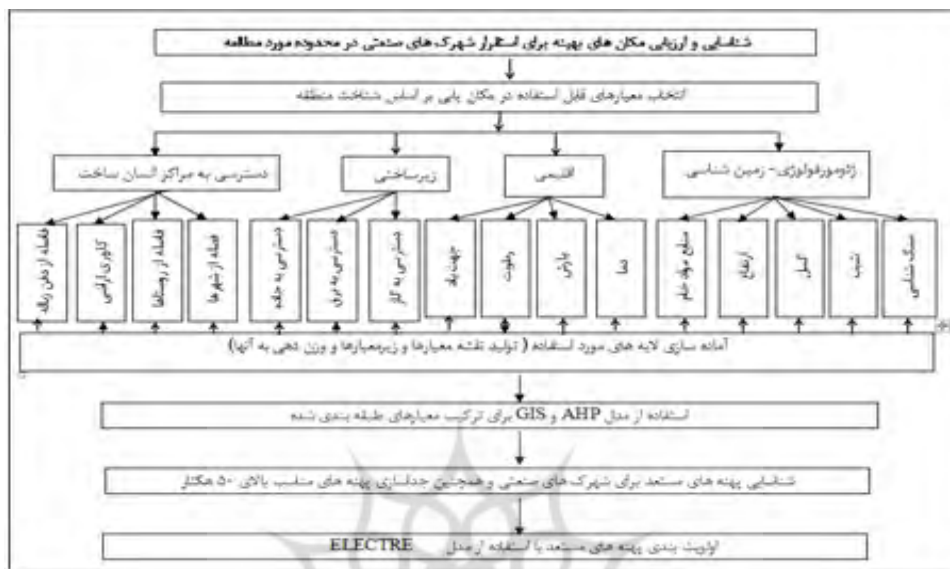 شناسایی و ارزیابی مکان های بهینه برای استقرار شهرک های صنعتی در محدوده مورد مطالعه
انتخاب معیارهای قابل استفاده در مکان یابی بر اساس شناخت منطقه
ژئومورفولوژی- زمین شناسی
اقلیمی
زیرساختی
دسترسی به مراکز انسان ساخت
سنگ شناسی
شیب
گسل
ارتفاع
منابع مواد خام
دما
بارش
رطوبت
جهت باد
دسترسی به گاز
دسترسی به برق
دسترسی به جاده
فاصله از شهرها
فاصله از روستاها
کاربری اراضی
فاصله از دفن زباله
آماده سازی لایه های مورد استفاده ( تولید نقشه معیارها و زیرمعیارها و وزن دهی به آنها)
استفاده از مدل AHP و GIS برای ترکیب معیارهای طبقه بندی شده
شناسایی پهنه های مستعد برای شهرک های صنعتی و همچنین جداسازی پهنه های مناسب بالای ۵۰ هکتار
اولویت بندی پهنه های مستعد با استفاده از مدل ELECTRE